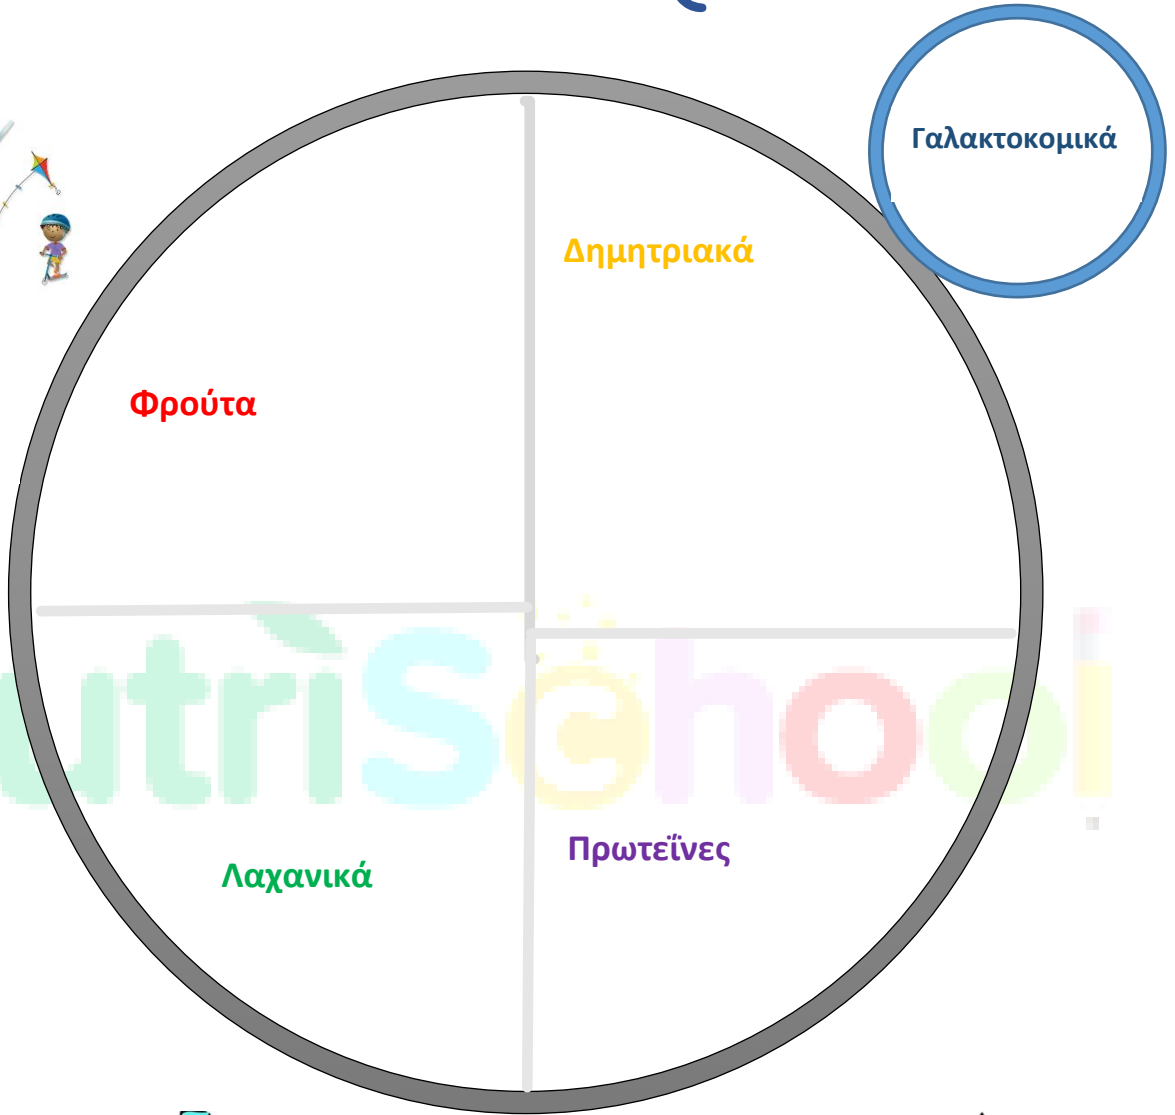 Γαλακτοκομικά
Δημητριακά
Φρούτα
utriSchool
Πρωτεΐνες
Λαχανικά